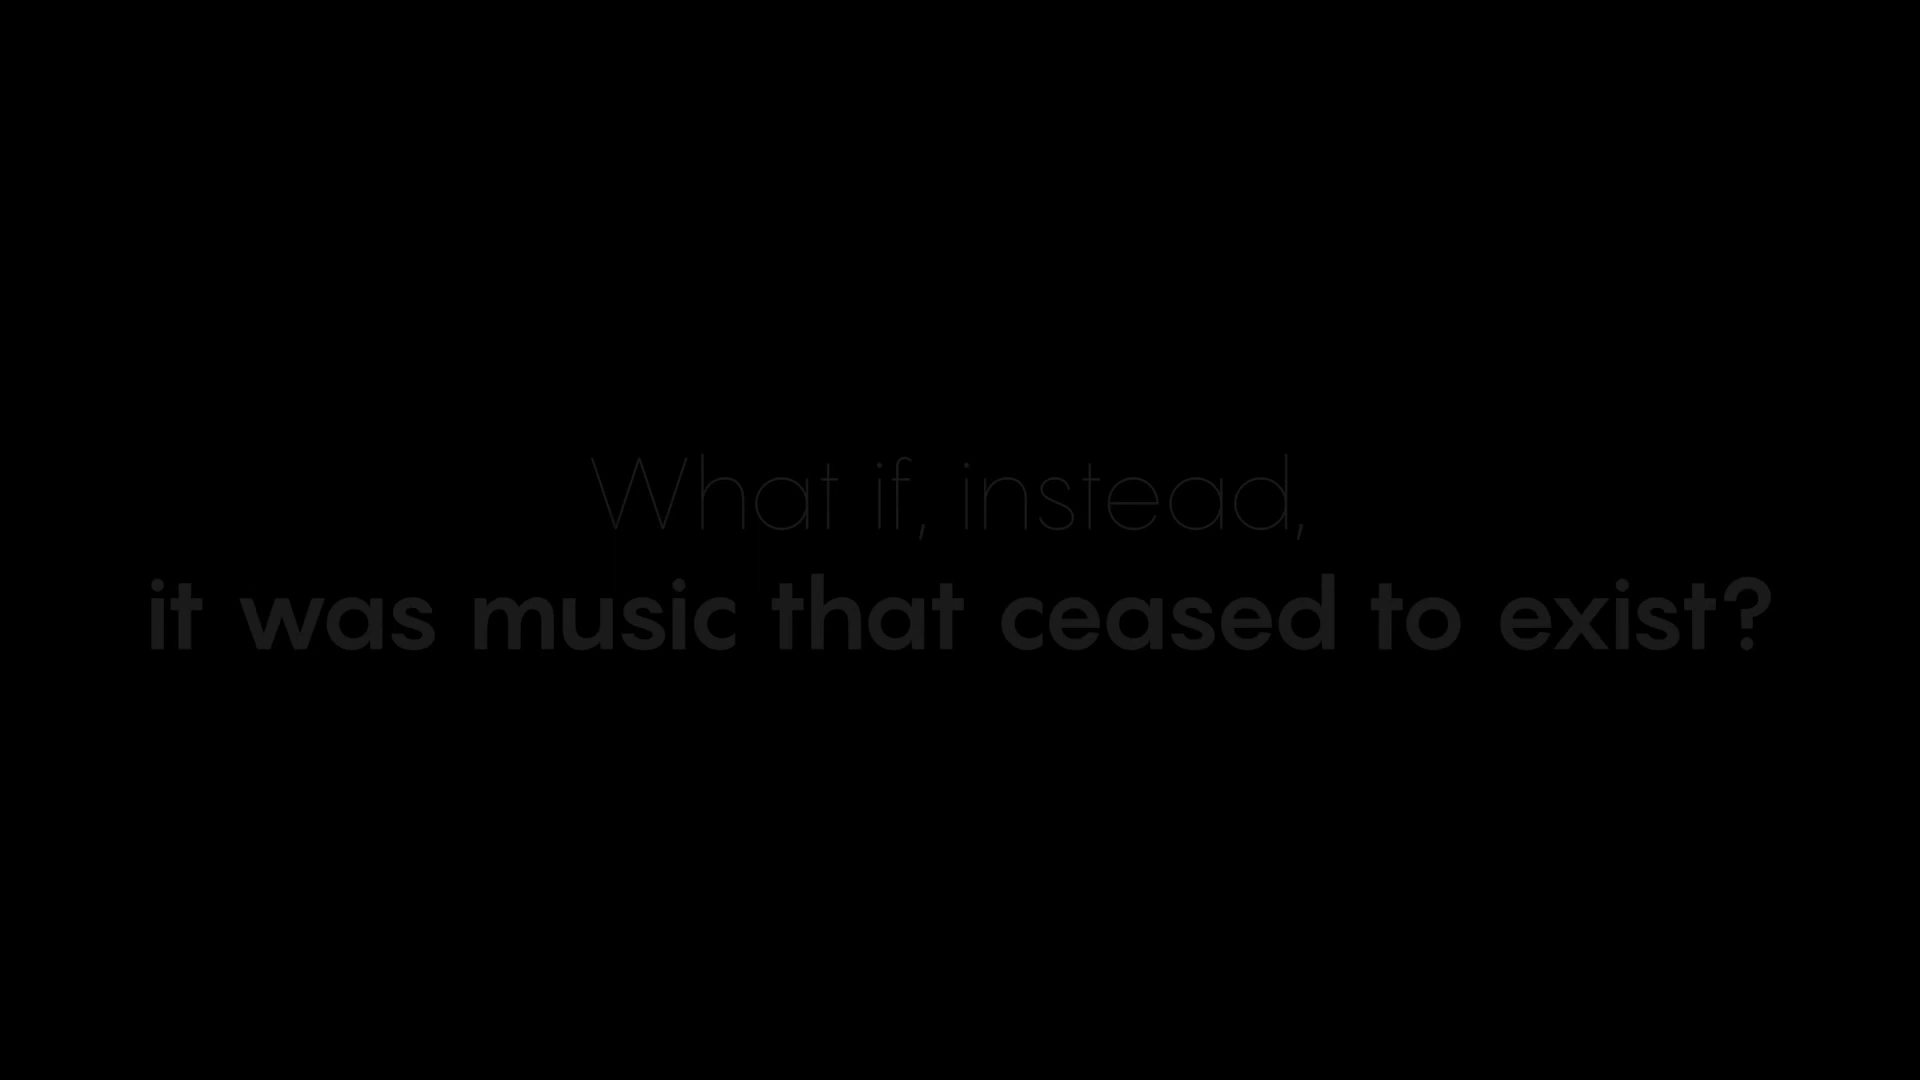 What if, instead,
it was music that ceased to exist?